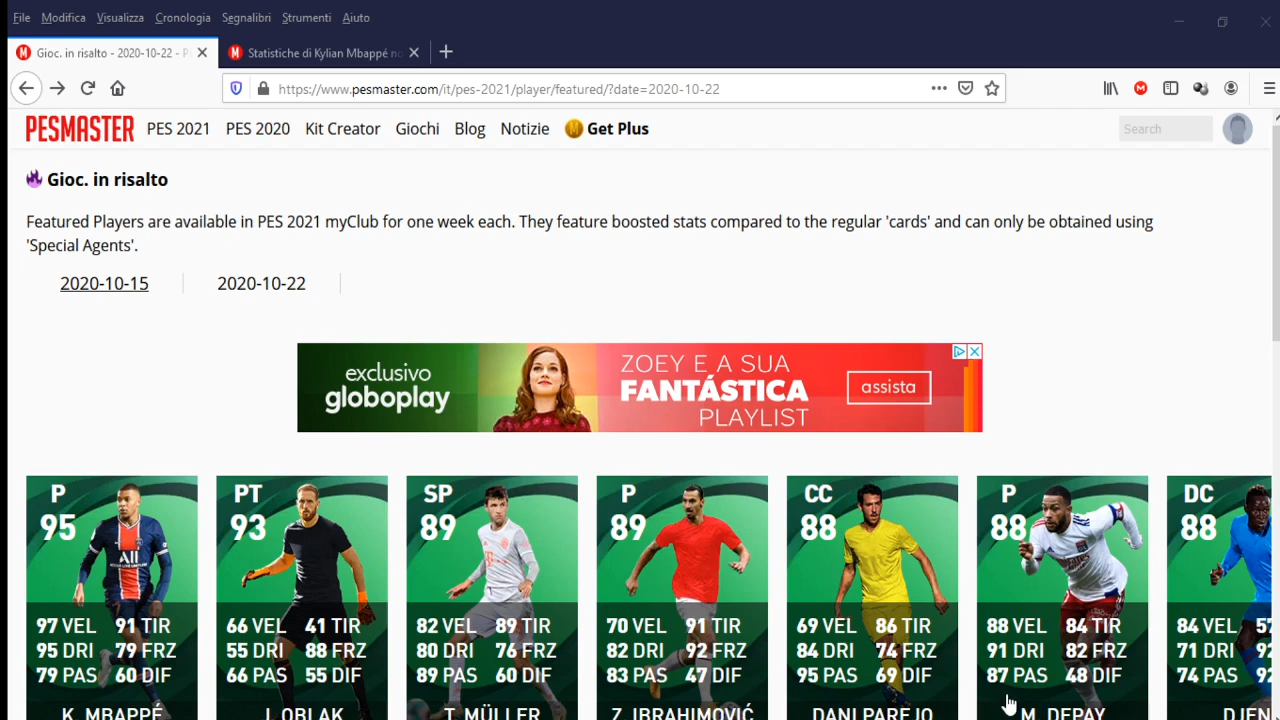 File Modifica Visualizza Cronologia Segnalibri Strumenti Aiuto
Gioc. in risalto - 2020-10-22 - P
Statistiche di Kylian Mbappé no
https://www.pesmaster.com/it/pes-2021/player/featured/?date=2020-10-22
PESMASTER PES 2021 PES 2020 Kit Creator Giochi Blog Notizie Get Plus Search
Gioc. in risalto
Featured Players are available in PES 2021 myClub for one week each. They feature boosted stats compared to the regular 'cards' and can only be obtained using
'Special Agents'.
2020-10-15 2020-10-22
exclusivo
globoplay
ZOEY E A SUA
FANTÁSTICA
PLAYLIST
assista
P PT SP P CC P DC
95 93 89 89 88 88 88
97 VEL 91 TIR 66 VEL 41 TIR 82 VEL 89 TIR 70 VEL 91 TIR 69 VEL 86 TIR 88 VEL 84 TIR 84 VEL 57
95 DRI 79 FRZ 55 DRI 88 FRZ 80 DRI 76 FRZ 82 DRI 92 FRZ 84 DRI 74 FRZ 91 DRI 82 FRZ 71 DRI 92
79 PAS 60 DIF 66 PAS 55 DIF 89 PAS 60 DIF 83 PAS 47 DIF 95 PAS 69 DIF 87 PAS 48 DIF 74 PAS 92
K. MBAPPÉ J. OBLAK T. MÜLLER Z. IBRAHIMOVIĆ DANI PAREJO M. DEPAY DJEN